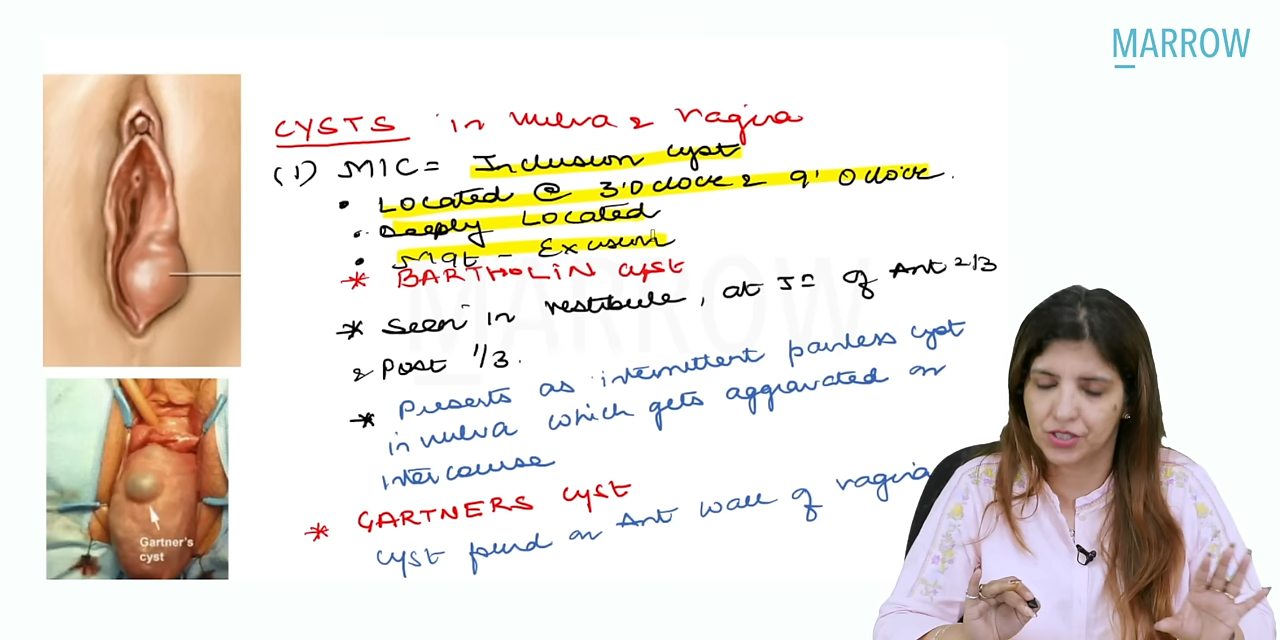 MARROW
CYSTS in vulva & vagina
(1) MIC = Inclusion cyst
• Located @ 3'O clock & 9' O clock.
• Deeply Located
• Mgt - Excision
* BARTHOLIN cyst
* Seen in vestibule, at Jn of Ant 2/3
& Post 1/3.
* Presents as intermittent painless cyst
in vulva which gets aggravated on
intercourse
* GARTNERS cyst
cyst found on Ant wall of vagina
Gartner's
cyst
MARROW